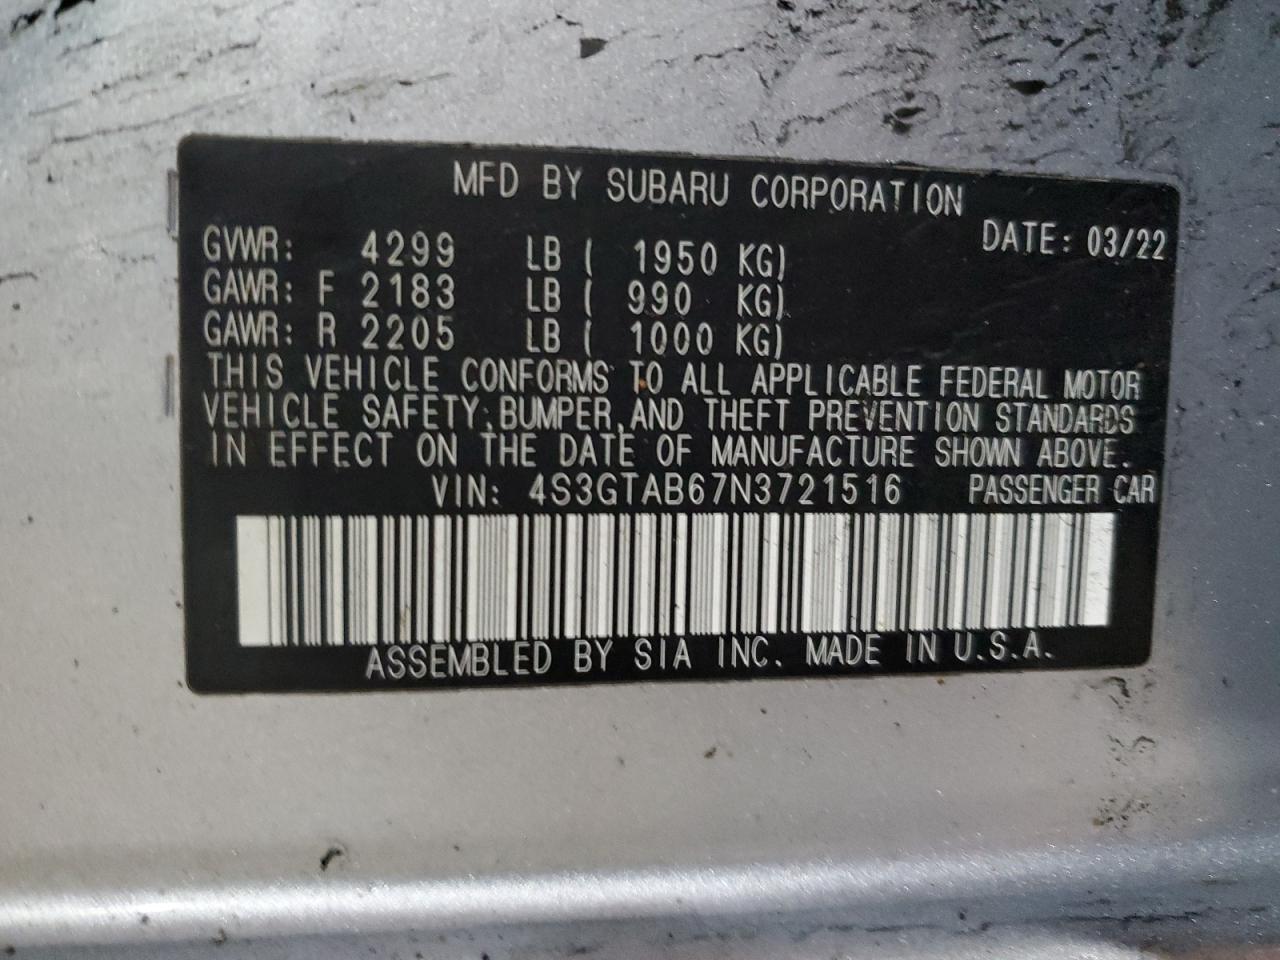 MFD BY SUBARU CORPORATION
DATE: 03/22
GVWR: 4299 LB ( 1950 KG)
GAWR: F 2183 LB ( 990 KG)
GAWR: R 2205 LB ( 1000 KG)
THIS VEHICLE CONFORMS TO ALL APPLICABLE FEDERAL MOTOR
VEHICLE SAFETY, BUMPER, AND THEFT PREVENTION STANDARDS
IN EFFECT ON THE DATE OF MANUFACTURE SHOWN ABOVE.
VIN: 4S3GTAB67N3721516 PASSENGER CAR
ASSEMBLED BY SIA INC. MADE IN U.S.A.